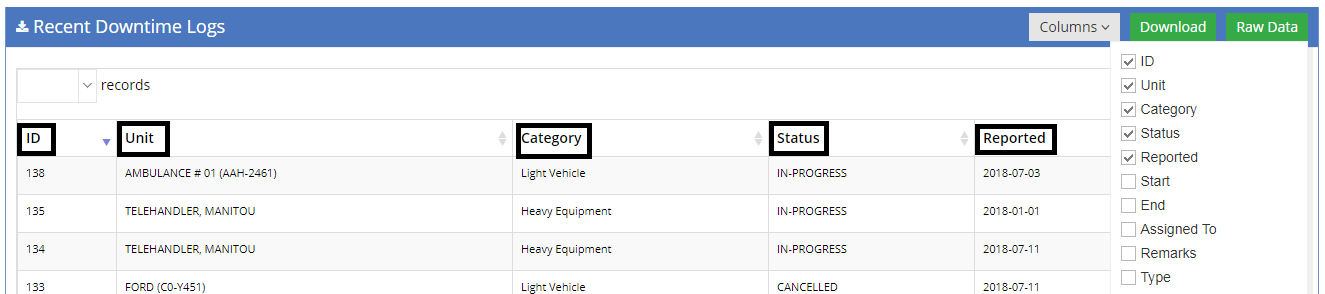 Recent Downtime Logs
Columns
Download
Raw Data
records
ID Unit Category Status Reported
138 AMBULANCE # 01 (AAH-2461) Light Vehicle IN-PROGRESS 2018-07-03
135 TELEHANDLER, MANITOU Heavy Equipment IN-PROGRESS 2018-01-01
134 TELEHANDLER, MANITOU Heavy Equipment IN-PROGRESS 2018-07-11
133 FORD (C0-Y451) Light Vehicle CANCELLED 2018-07-11
ID
Unit
Category
Status
Reported
Start
End
Assigned To
Remarks
Type